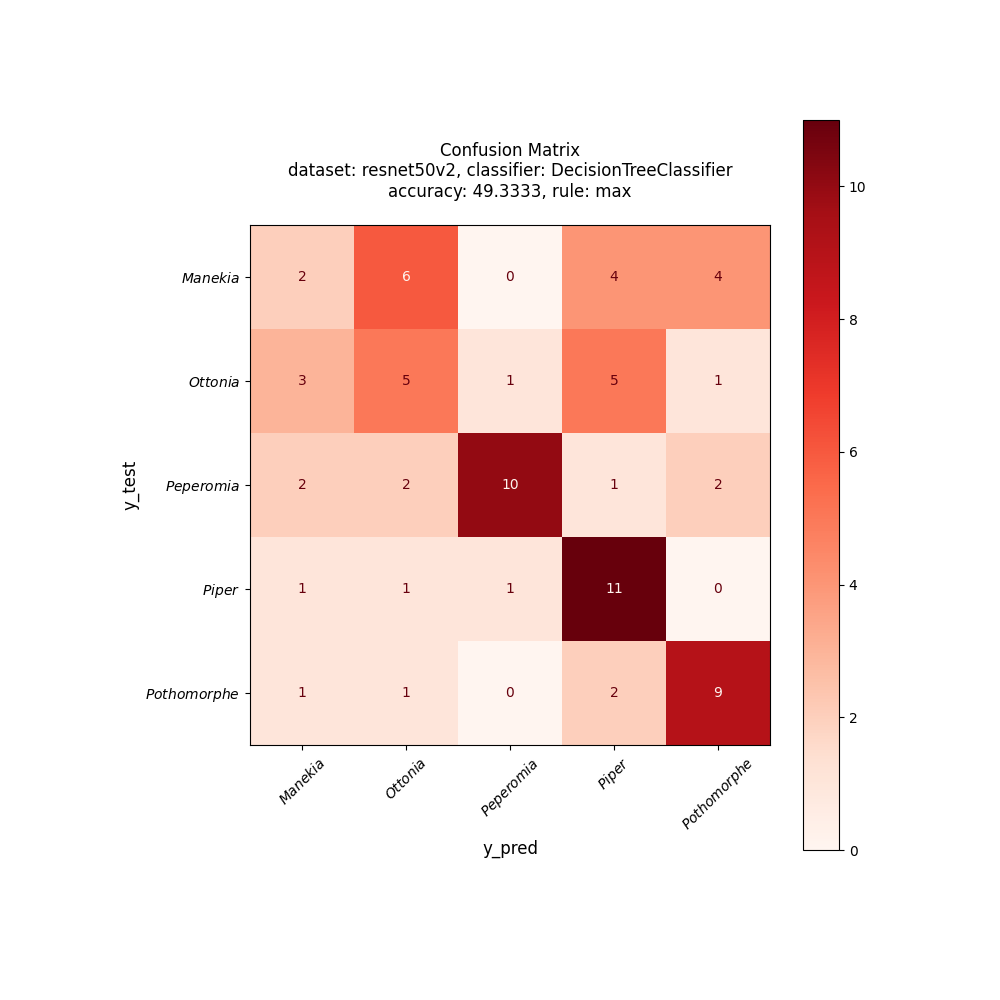 Confusion Matrix
dataset: resnet50v2, classifier: DecisionTreeClassifier
accuracy: 49.3333, rule: max
Manekia 2 6 0 4 4
Ottonia 3 5 1 5 1
Peperomia 2 2 10 1 2
Piper 1 1 1 11 0
Pothomorphe 1 1 0 2 9
Manekia Ottonia Peperomia Piper Pothomorphe
y_test
y_pred
10
8
6
4
2
0